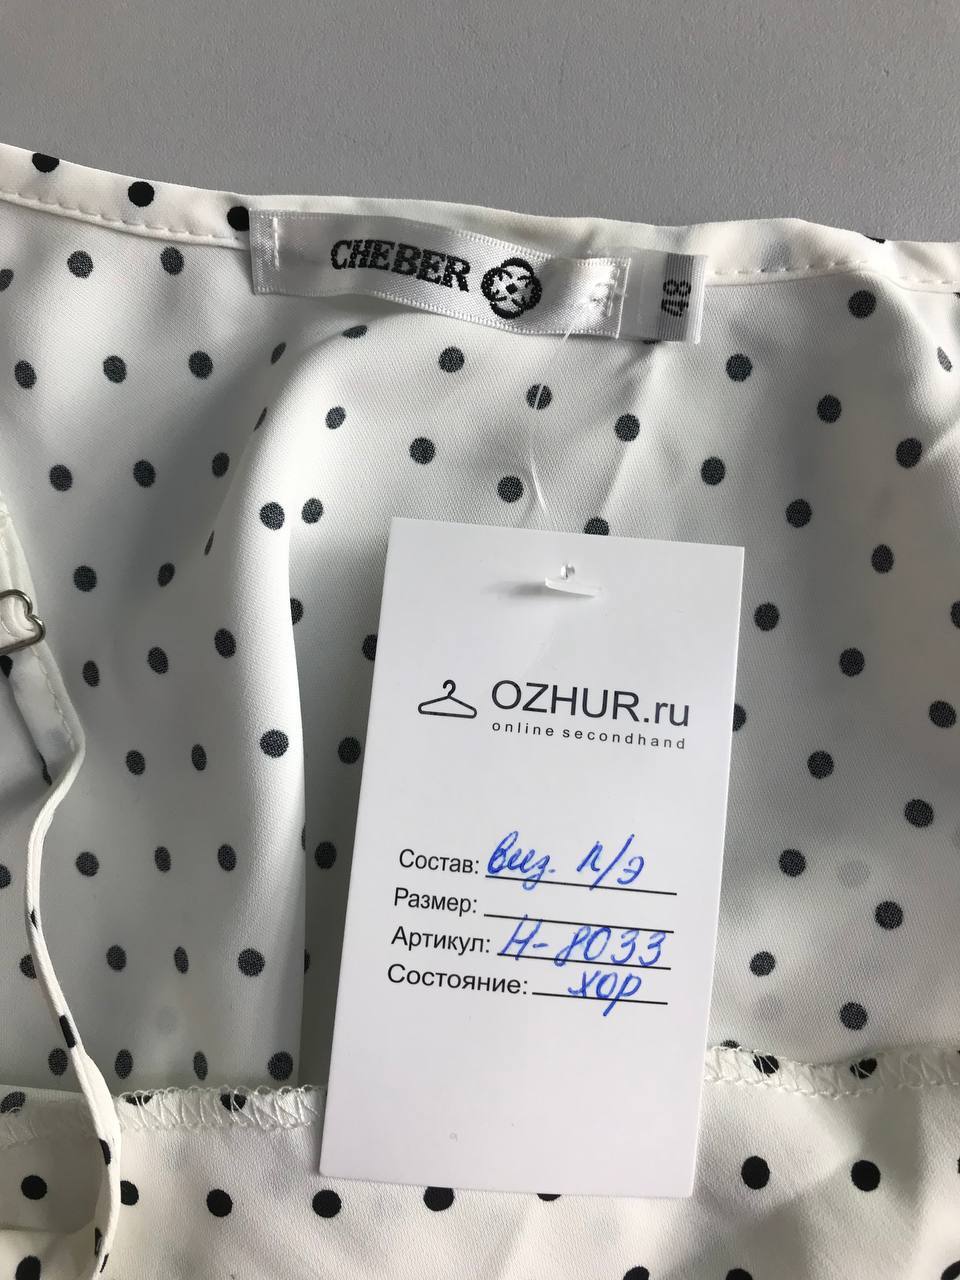 CHEBER
48
OZHUR.ru
online secondhand
Состав: виз. п/э
Размер:
Артикул: Н-8033
Состояние: хор